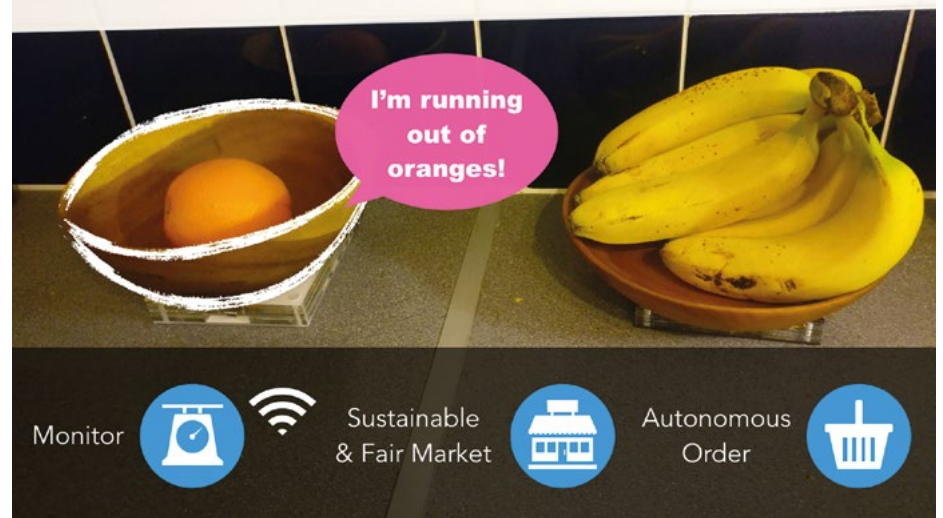 I'm running
out of
oranges!
Monitor
Sustainable
& Fair Market
Autonomous
Order